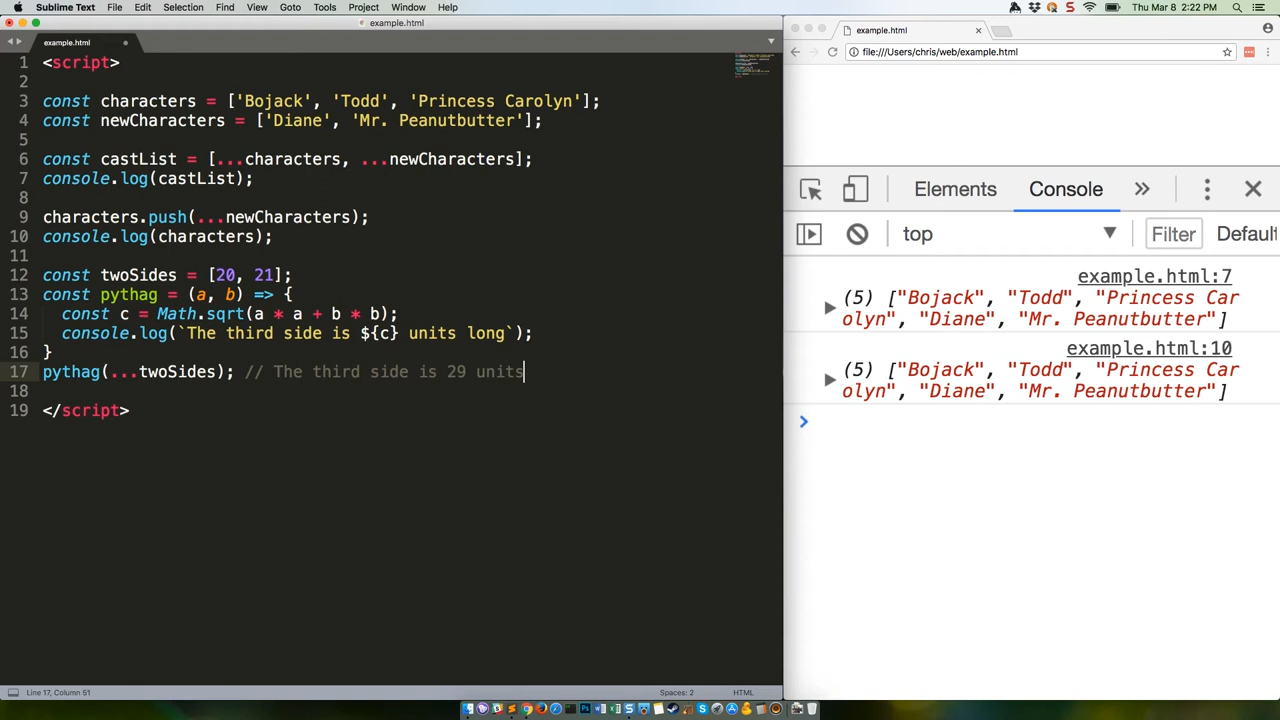 Sublime Text File Edit Selection Find View Goto Tools Project Window Help Thu Mar 8 2:22 PM
example.html
example.html
1 <script>
2
3 const characters = ['Bojack', 'Todd', 'Princess Carolyn'];
4 const newCharacters = ['Diane', 'Mr. Peanutbutter'];
5
6 const castList = [...characters, ...newCharacters];
7 console.log(castList);
8
9 characters.push(...newCharacters);
10 console.log(characters);
11
12 const twoSides = [20, 21];
13 const pythag = (a, b) => {
14 const c = Math.sqrt(a * a + b * b);
15 console.log(`The third side is ${c} units long`);
16 }
17 pythag(...twoSides); // The third side is 29 units
18
19 </script>
Line 17, Column 51
Spaces: 2 HTML
example.html
file:///Users/chris/web/example.html
Elements Console
top Filter Default
example.html:7
(5) ["Bojack", "Todd", "Princess Car
olyn", "Diane", "Mr. Peanutbutter"]
example.html:10
(5) ["Bojack", "Todd", "Princess Car
olyn", "Diane", "Mr. Peanutbutter"]